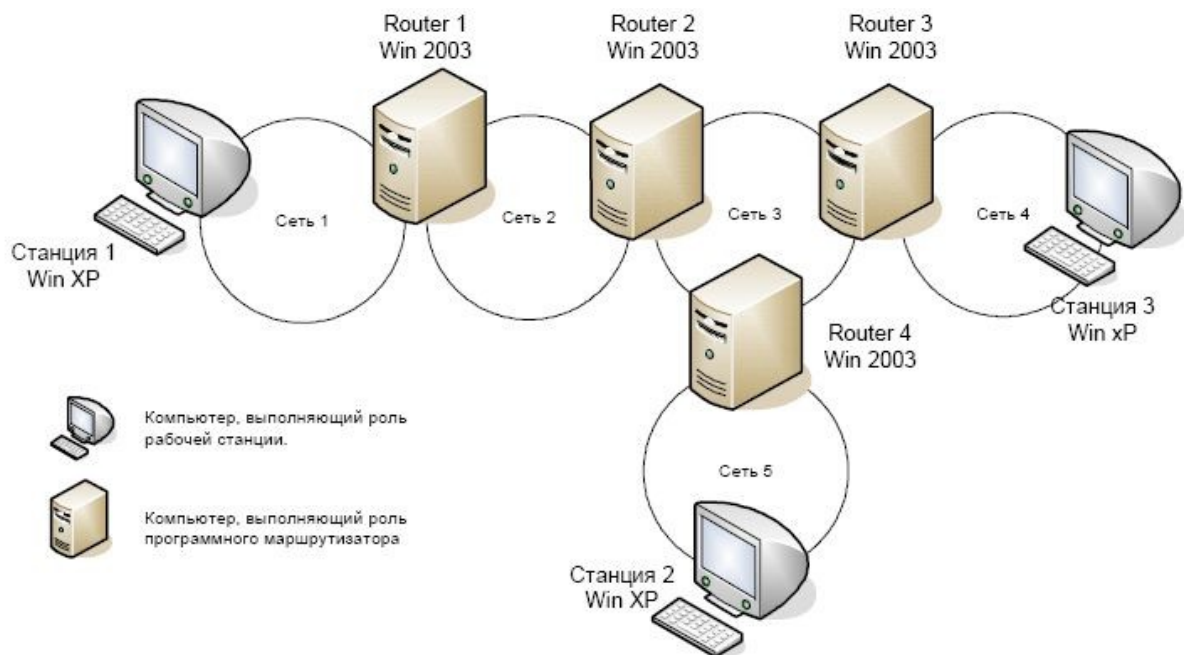 Router 1
Win 2003
Router 2
Win 2003
Router 3
Win 2003
Сеть 1
Сеть 2
Сеть 3
Сеть 4
Станция 1
Win XP
Станция 3
Win xP
Router 4
Win 2003
Компьютер, выполняющий роль
рабочей станции.
Сеть 5
Компьютер, выполняющий роль
программного маршрутизатора
Станция 2
Win XP